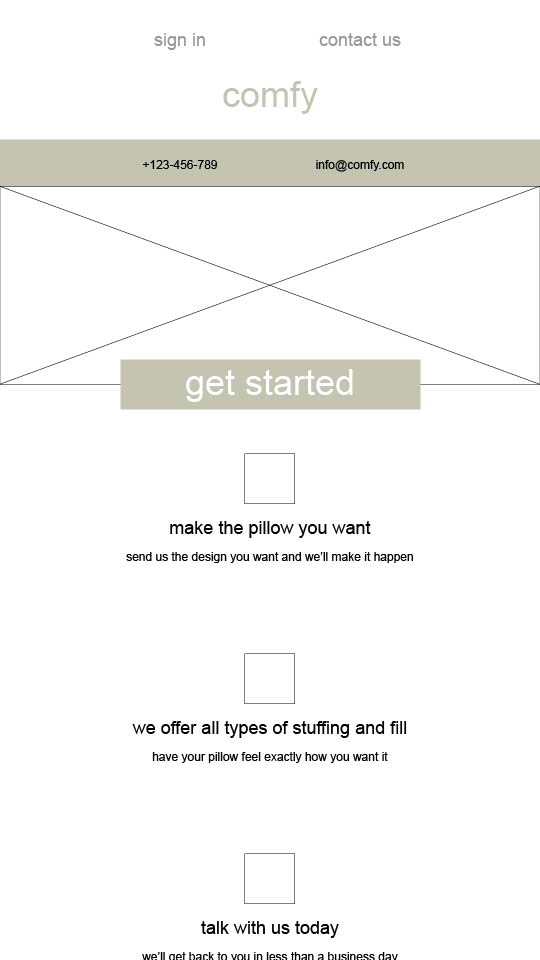 sign in contact us
comfy
+123-456-789 info@comfy.com
get started
make the pillow you want
send us the design you want and we'll make it happen
we offer all types of stuffing and fill
have your pillow feel exactly how you want it
talk with us today
we'll get back to you in less than a business day